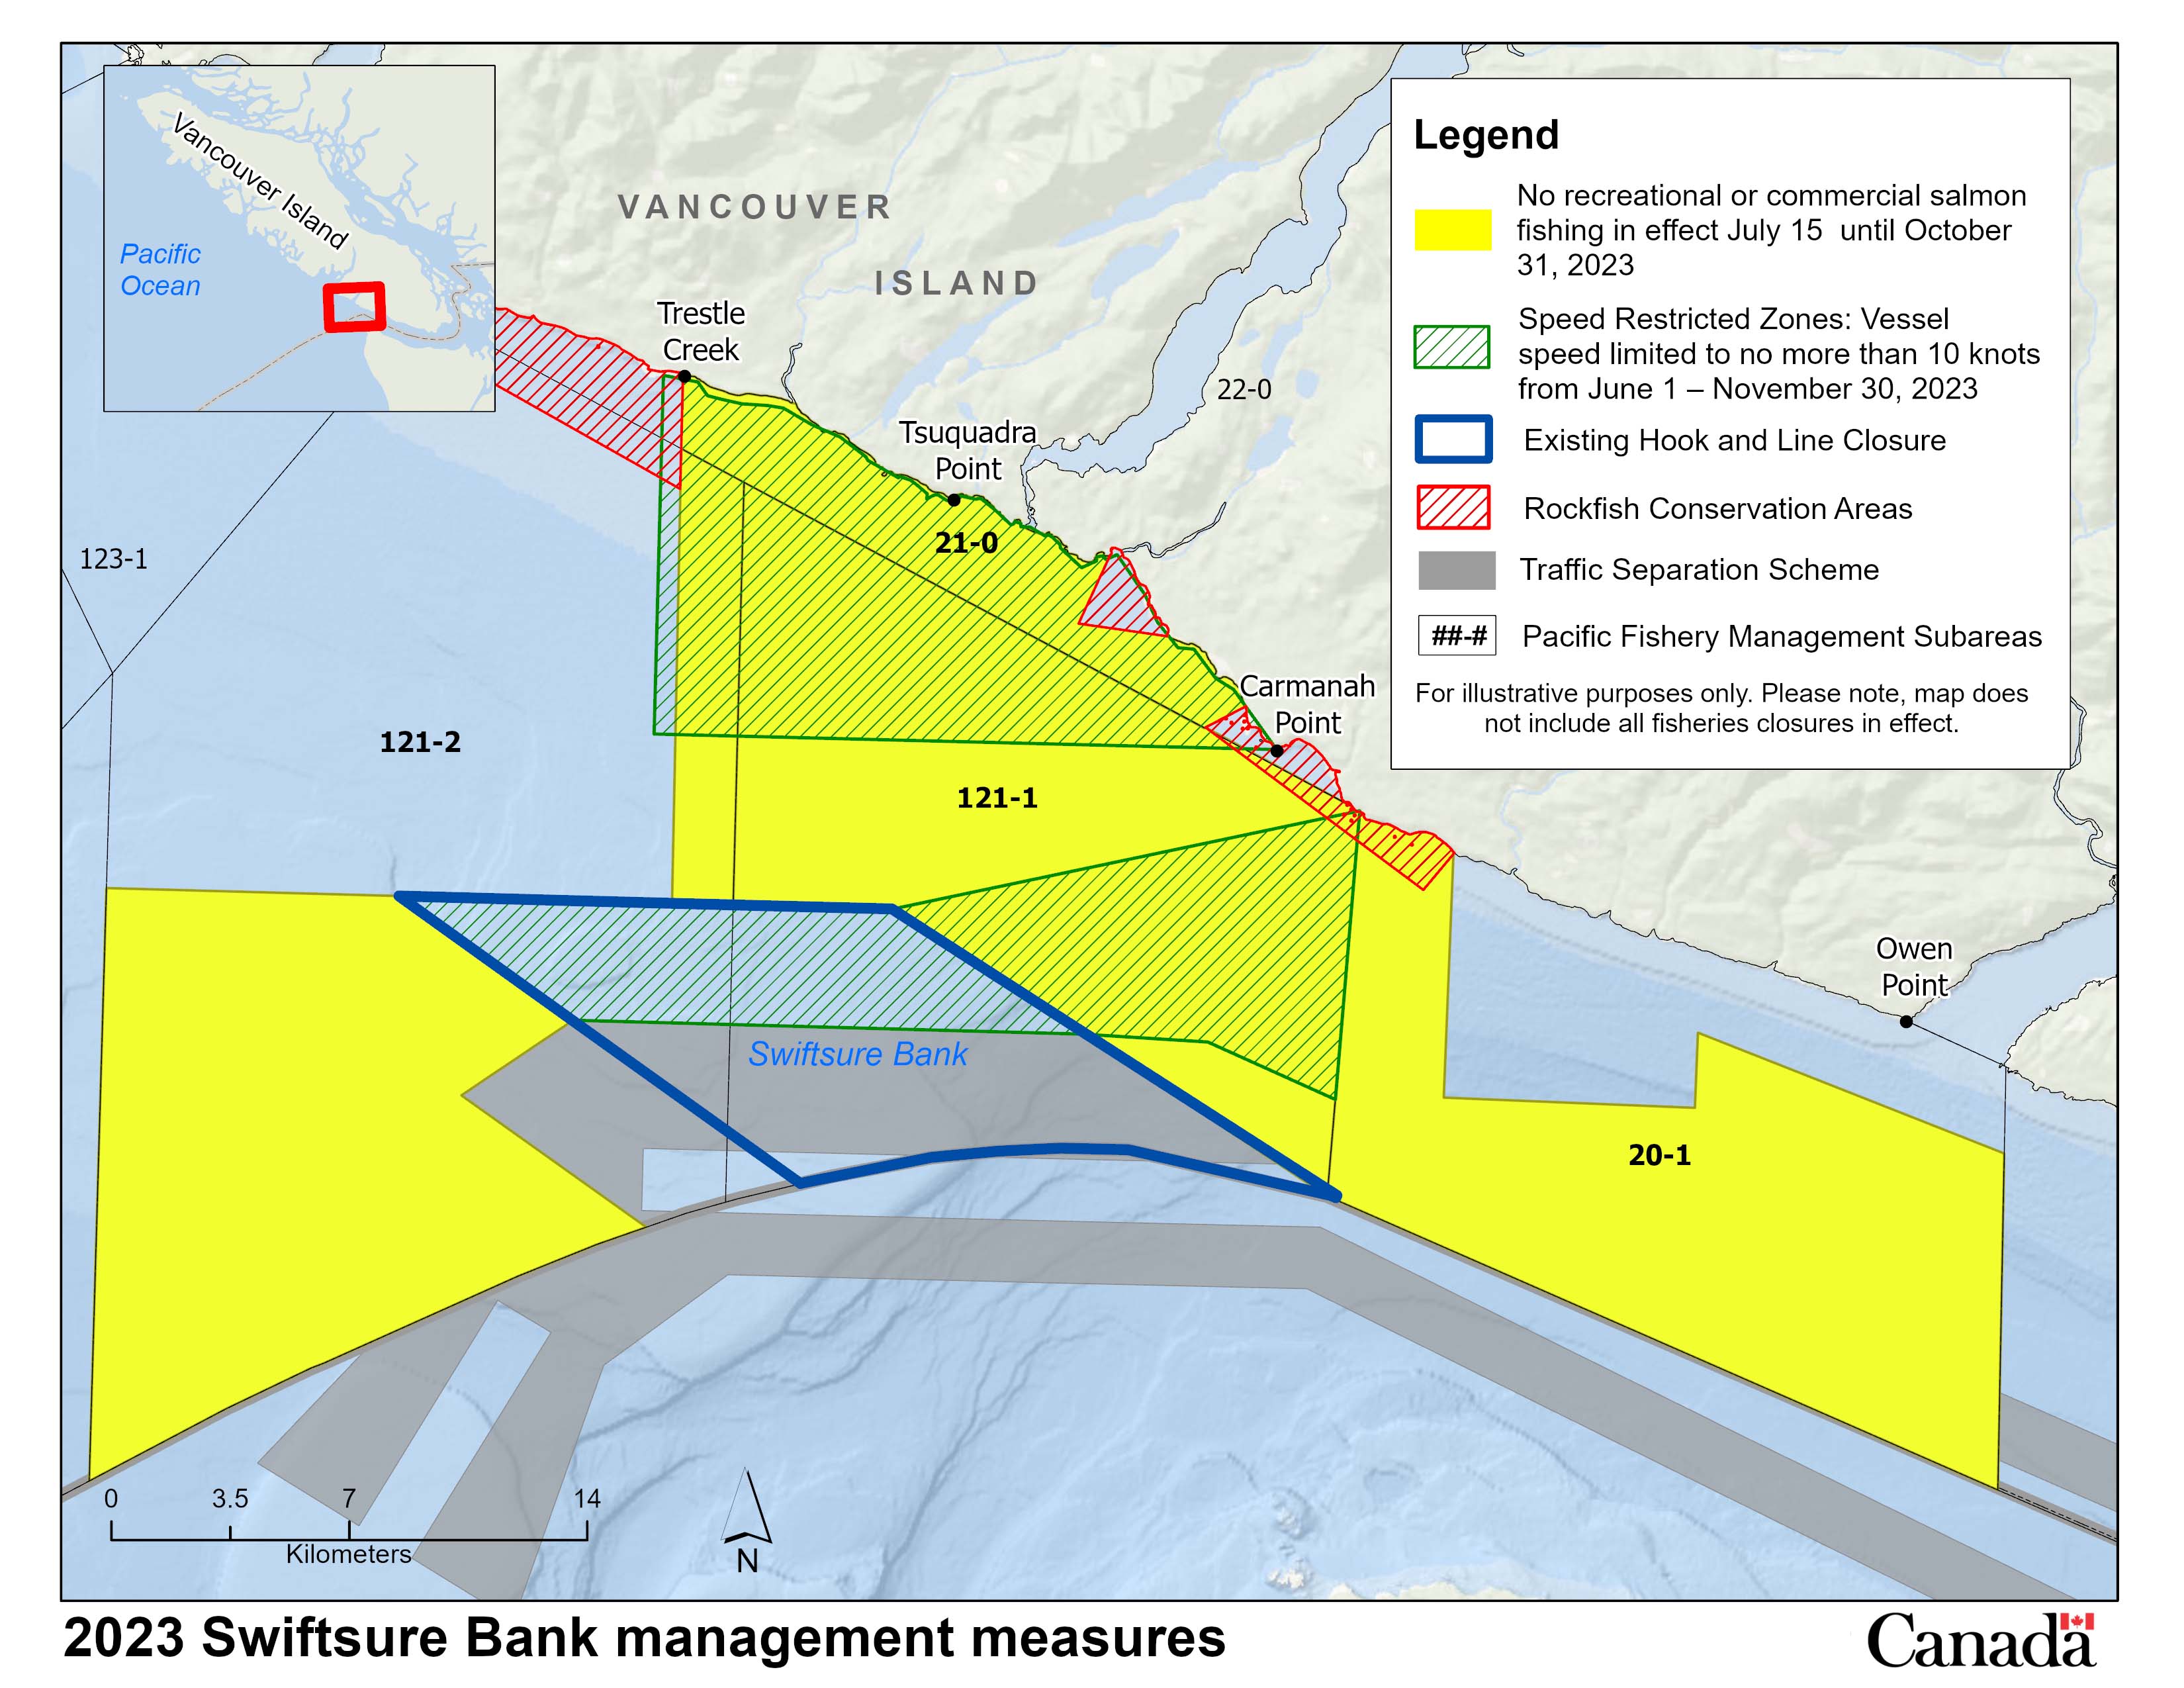 Vancouver Island
Pacific
Ocean
VANCOUVER
ISLAND
Trestle
Creek
Tsuquadra
Point
22-0
21-0
123-1
Carmanah
Point
121-2
121-1
Owen
Point
Swiftsure Bank
20-1
Legend
No recreational or commercial salmon
fishing in effect July 15 until October
31, 2023
Speed Restricted Zones: Vessel
speed limited to no more than 10 knots
from June 1 – November 30, 2023
Existing Hook and Line Closure
Rockfish Conservation Areas
Traffic Separation Scheme
##-# Pacific Fishery Management Subareas
For illustrative purposes only. Please note, map does
not include all fisheries closures in effect.
0 3.5 7 14
Kilometers
N
2023 Swiftsure Bank management measures
Canada